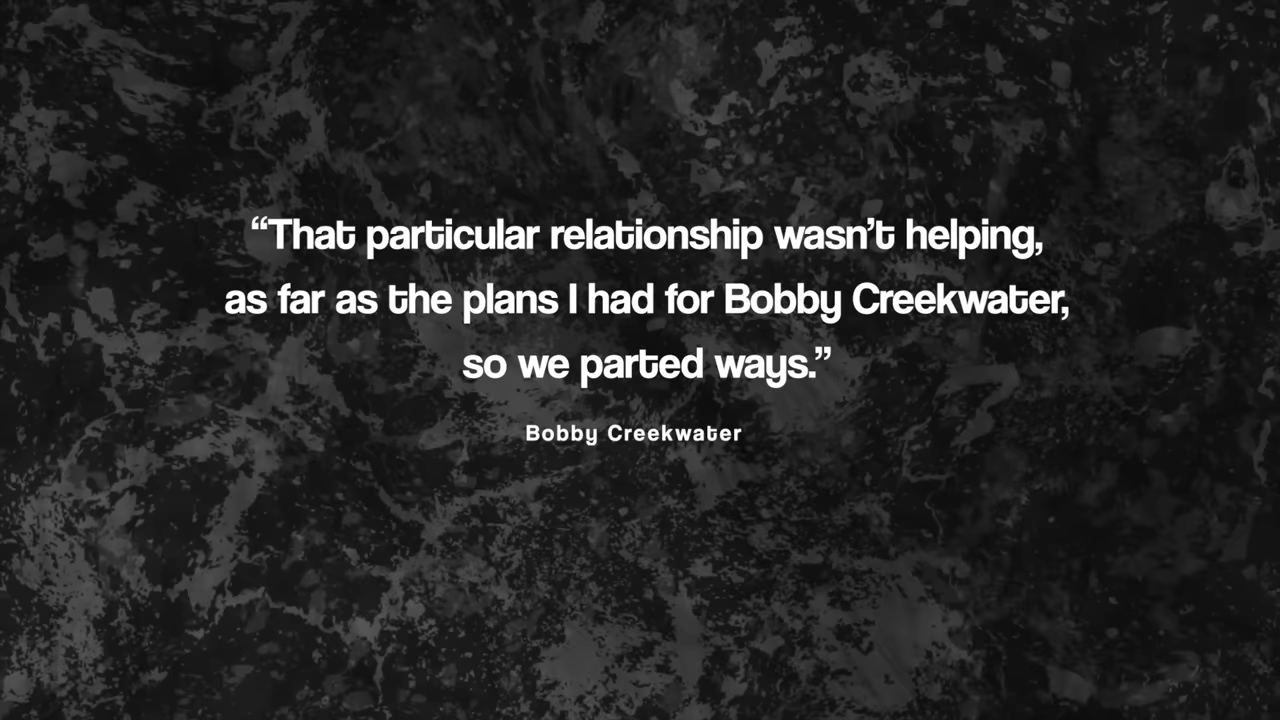 “That particular relationship wasn’t helping,
as far as the plans I had for Bobby Creekwater,
so we parted ways.”
Bobby Creekwater